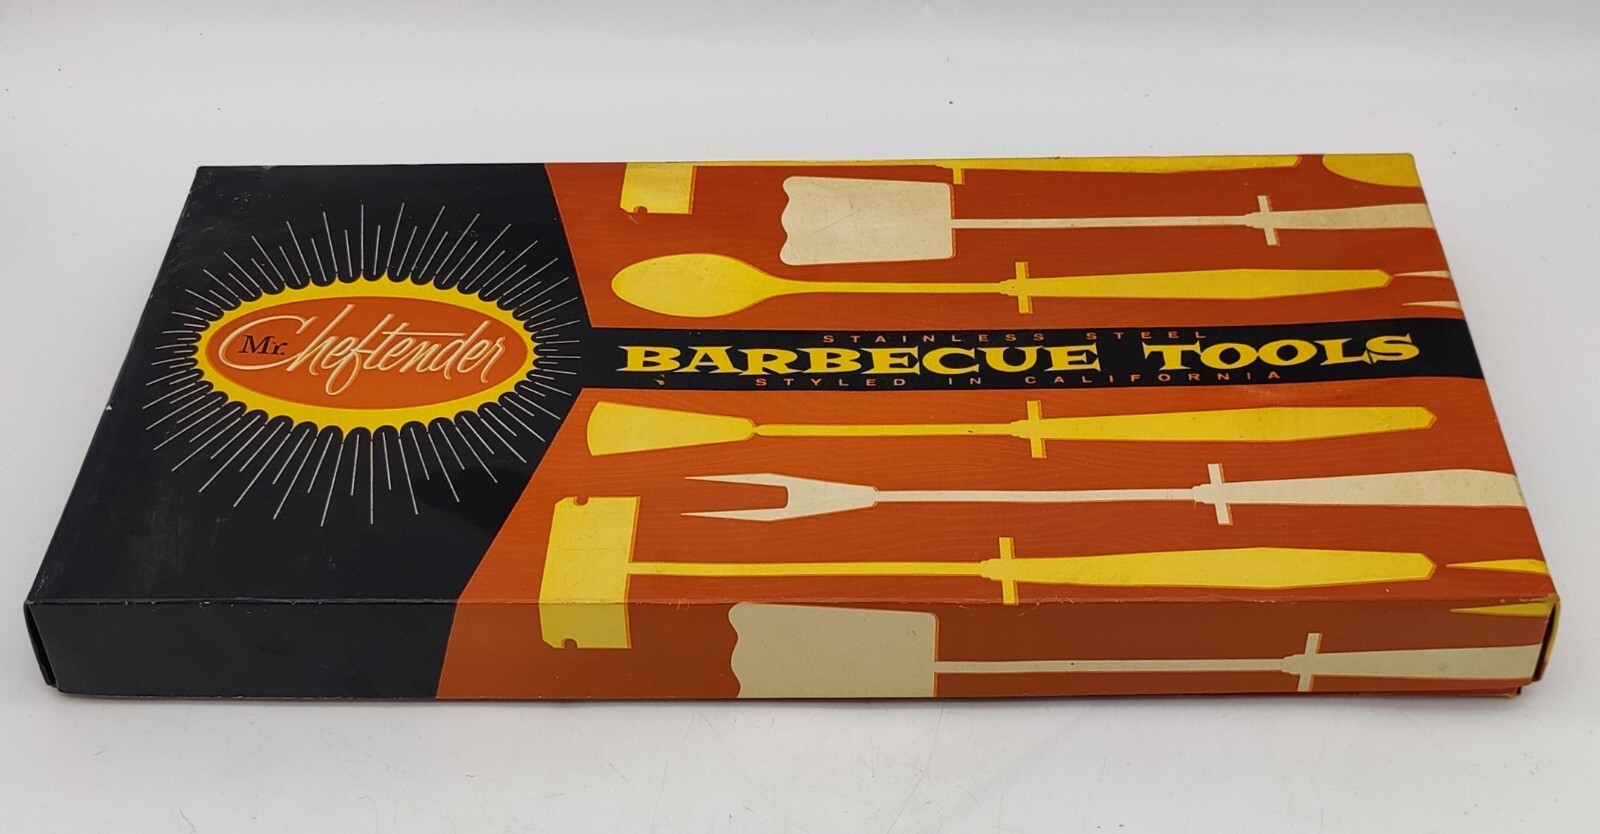 Mr. Cheftender
STAINLESS STEEL
BARBECUE TOOLS
STYLED IN CALIFORNIA